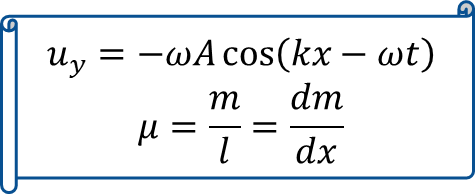 u_y = −ωA cos(kx − ωt)
μ = m/l = dm/dx